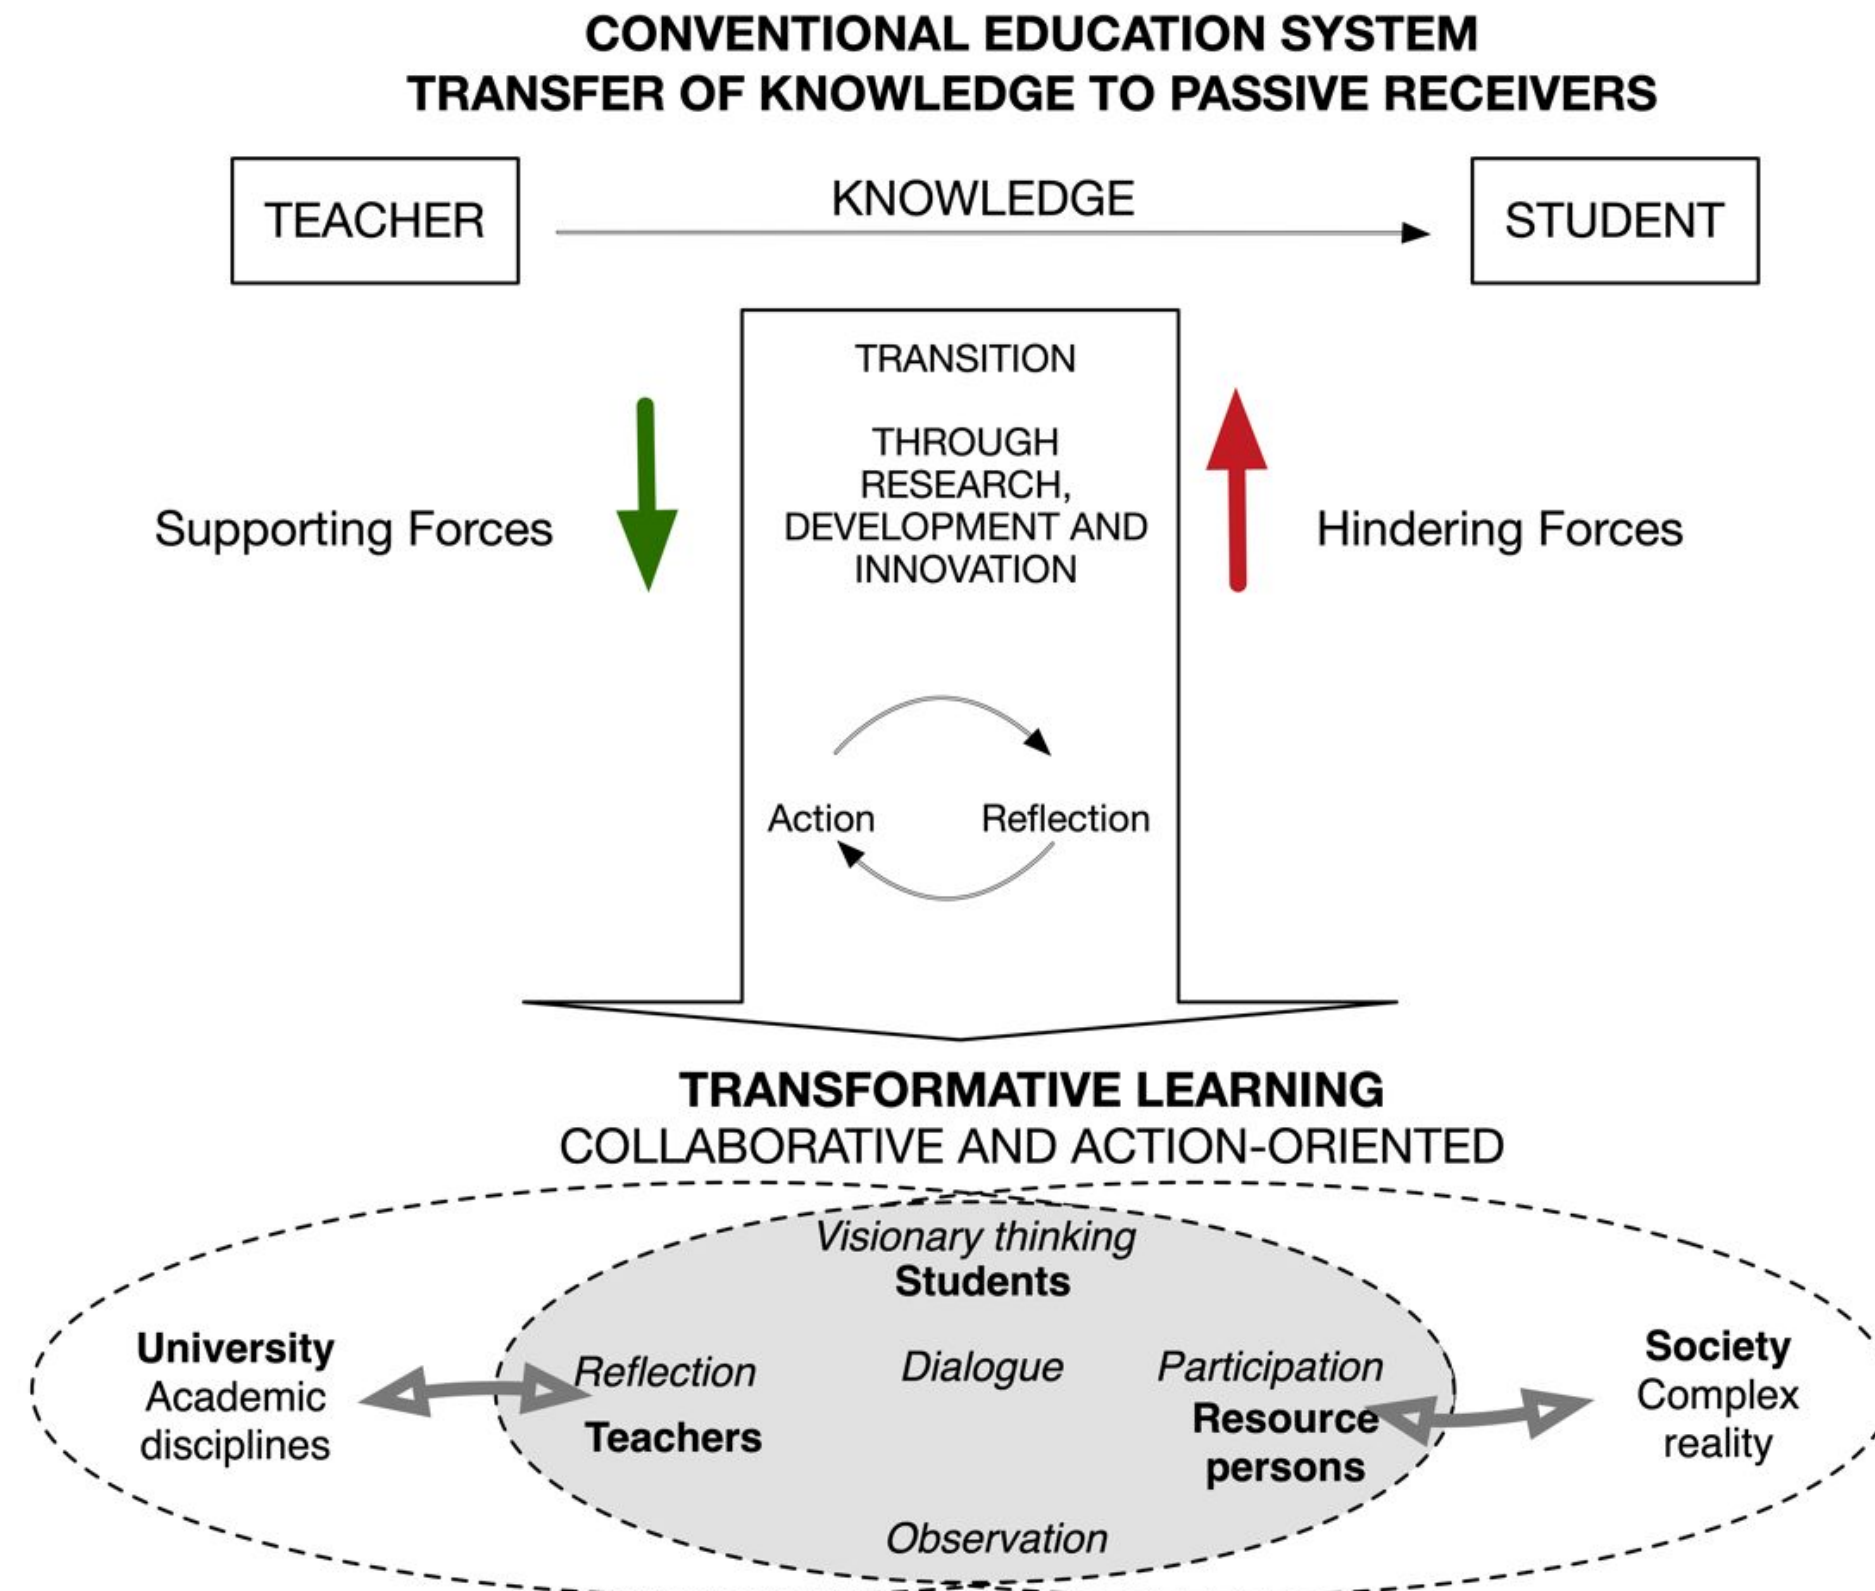 CONVENTIONAL EDUCATION SYSTEM
TRANSFER OF KNOWLEDGE TO PASSIVE RECEIVERS
TEACHER
KNOWLEDGE
STUDENT
TRANSITION
THROUGH
RESEARCH,
DEVELOPMENT AND
INNOVATION
Supporting Forces
Hindering Forces
Action
Reflection
TRANSFORMATIVE LEARNING
COLLABORATIVE AND ACTION-ORIENTED
Visionary thinking
Students
University
Academic
disciplines
Reflection
Teachers
Dialogue
Participation
Resource
persons
Society
Complex
reality
Observation